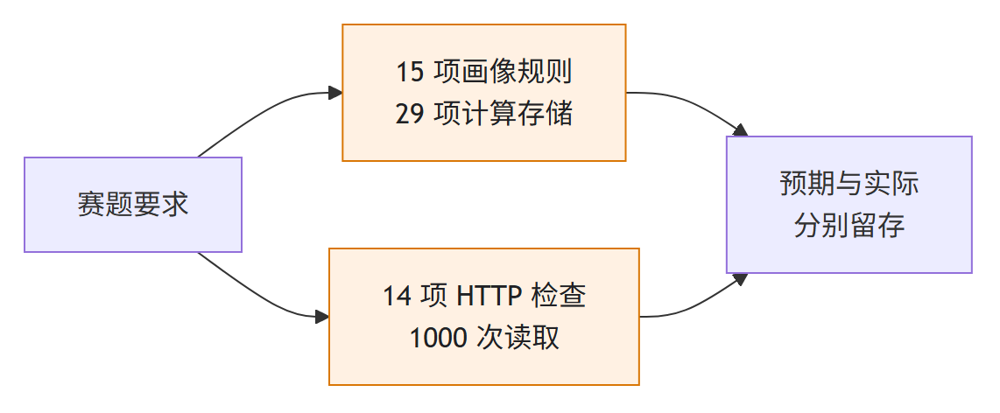 赛题要求
15 项画像规则
29 项计算存储
14 项 HTTP 检查
1000 次读取
预期与实际
分别留存